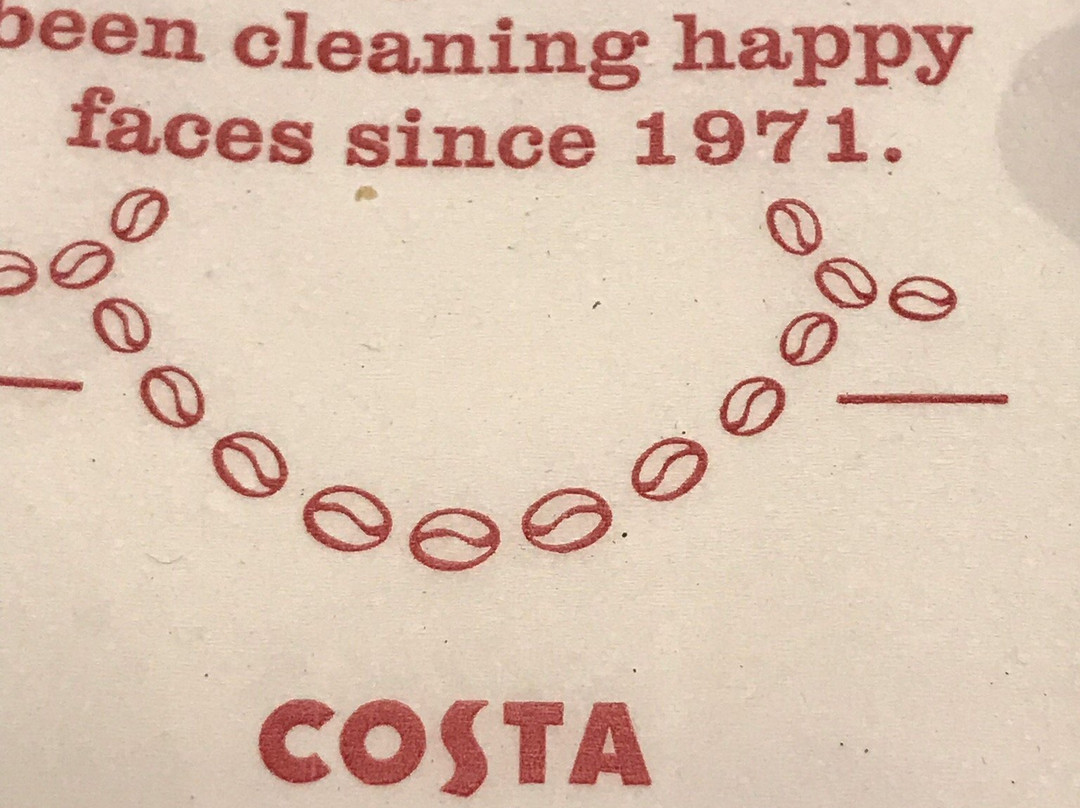 been cleaning happy
faces since 1971.
COSTA